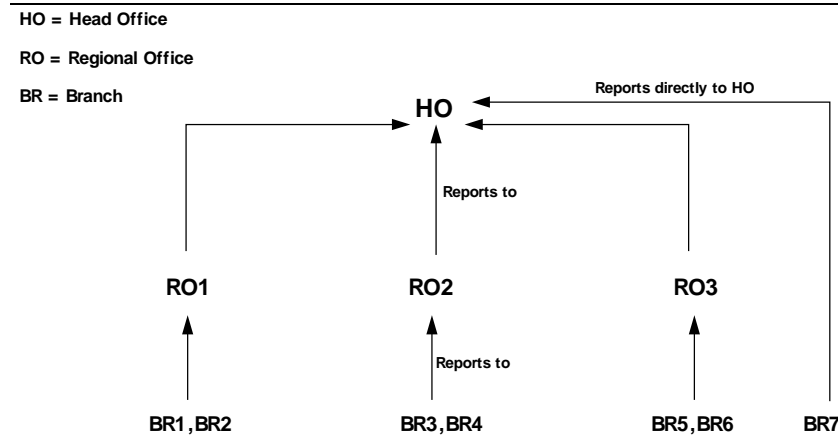 HO = Head Office
RO = Regional Office
BR = Branch
Reports directly to HO
HO
Reports to
RO1
RO2
RO3
Reports to
BR1,BR2
BR3,BR4
BR5,BR6
BR7